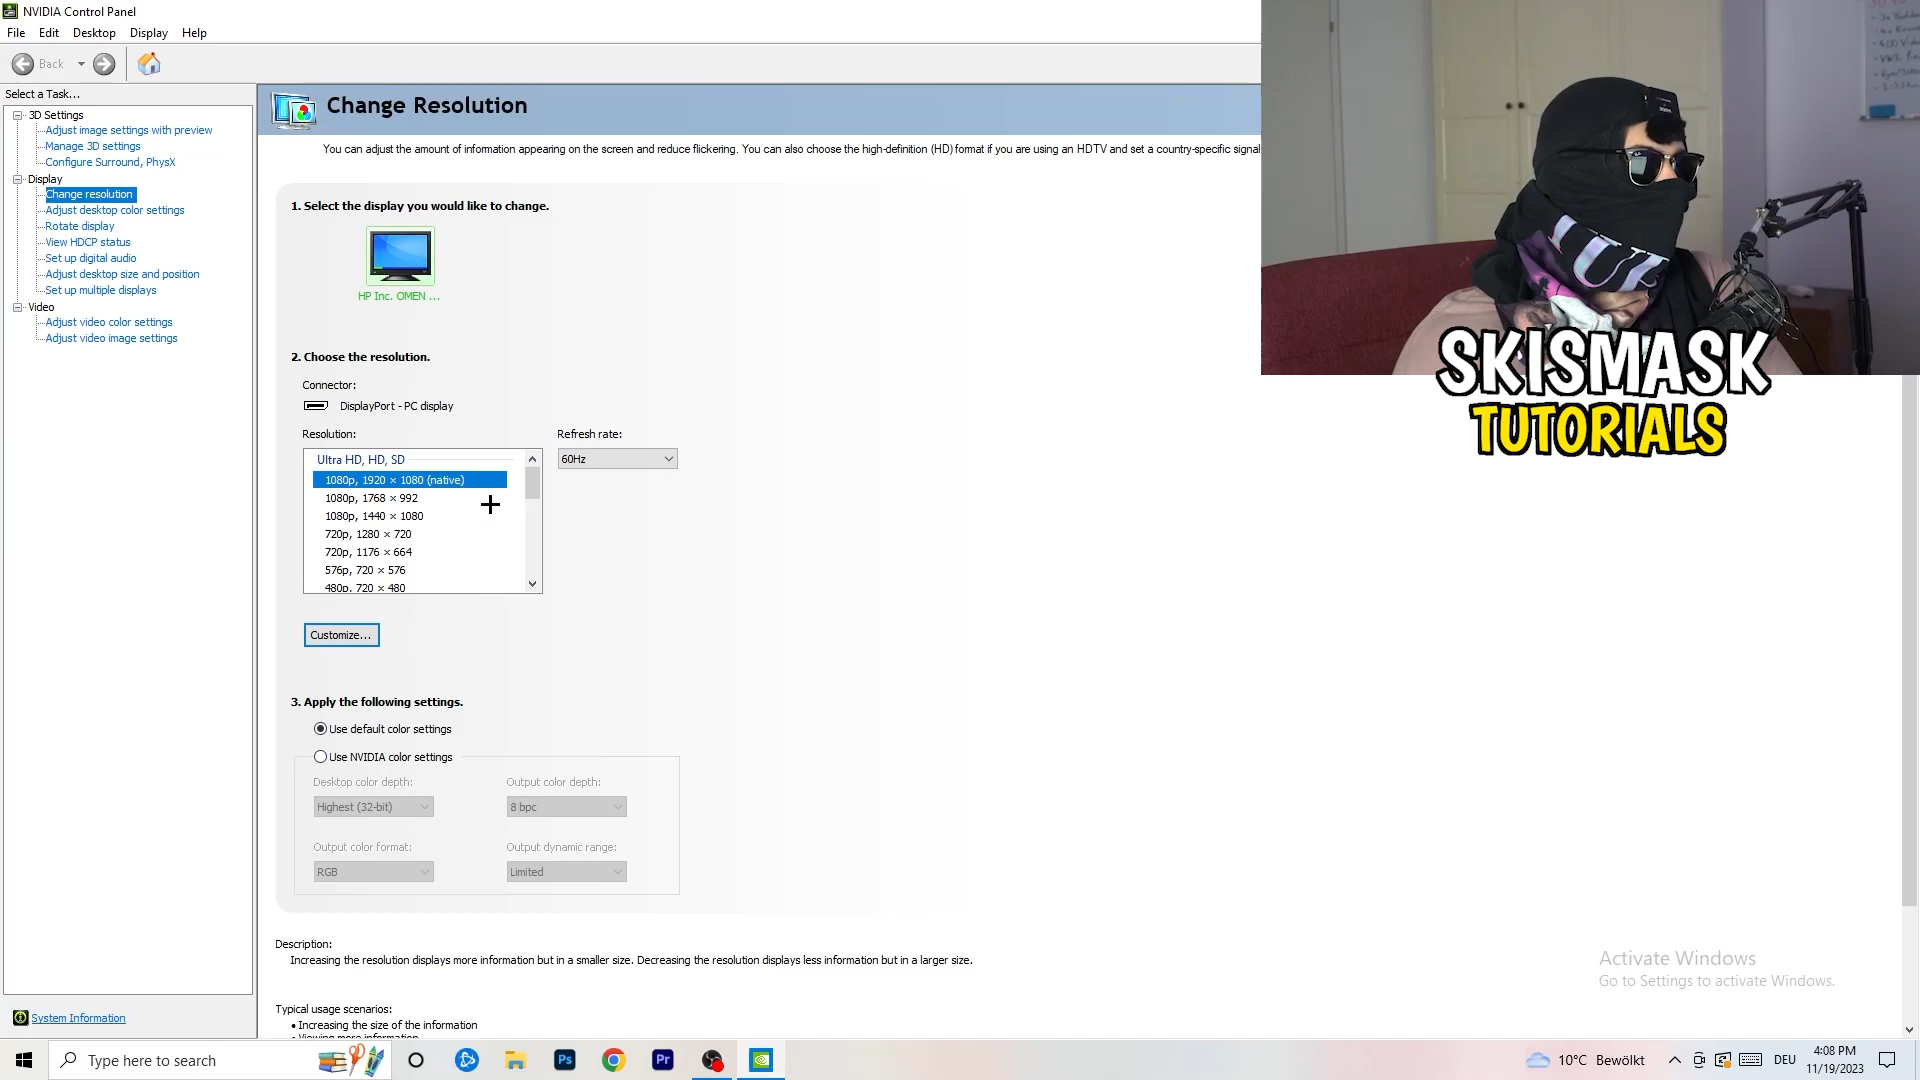 NVIDIA Control Panel
File Edit Desktop Display Help
Back
Select a Task...
3D Settings
Adjust image settings with preview
Manage 3D settings
Configure Surround, PhysX
Display
Change resolution
Adjust desktop color settings
Rotate display
View HDCP status
Set up digital audio
Adjust desktop size and position
Set up multiple displays
Video
Adjust video color settings
Adjust video image settings
System Information
Change Resolution
You can adjust the amount of information appearing on the screen and reduce flickering. You can also choose the high-definition (HD) format if you are using an HDTV and set a country-specific signal
1. Select the display you would like to change.
HP Inc. OMEN ...
2. Choose the resolution.
Connector:
DisplayPort - PC display
Resolution:
Refresh rate:
Ultra HD, HD, SD
60Hz
1080p, 1920 × 1080 (native)
1080p, 1768 × 992
1080p, 1440 × 1080
720p, 1280 × 720
720p, 1176 × 664
576p, 720 × 576
480p, 720 × 480
Customize...
3. Apply the following settings.
Use default color settings
Use NVIDIA color settings
Desktop color depth:
Output color depth:
Highest (32-bit)
8 bpc
Output color format:
Output dynamic range:
RGB
Limited
Description:
Increasing the resolution displays more information but in a smaller size. Decreasing the resolution displays less information but in a larger size.
Typical usage scenarios:
• Increasing the size of the information
• Viewing more information
SKISMASK
TUTORIALS
Activate Windows
Go to Settings to activate Windows.
Type here to search
Ps
Pr
10°C Bewölkt
DEU
4:08 PM
11/19/2023